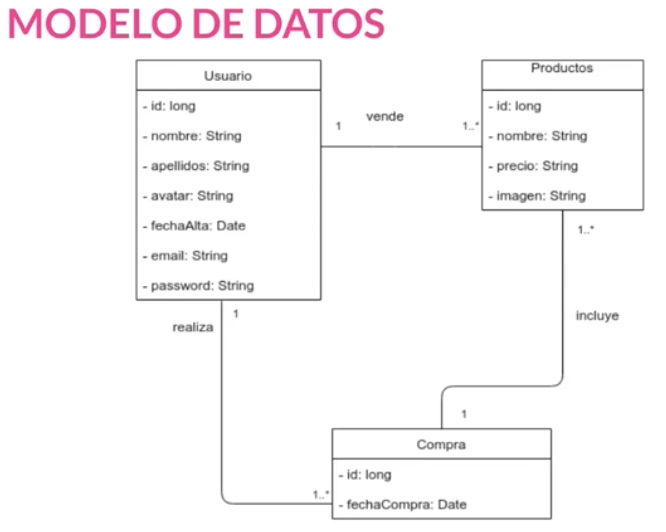 MODELO DE DATOS
Usuario
- id: long
- nombre: String
- apellidos: String
- avatar: String
- fechaAlta: Date
- email: String
- password: String
1
vende
1..*
Productos
- id: long
- nombre: String
- precio: String
- imagen: String
1..*
incluye
1
realiza
1
1..*
Compra
- id: long
- fechaCompra: Date